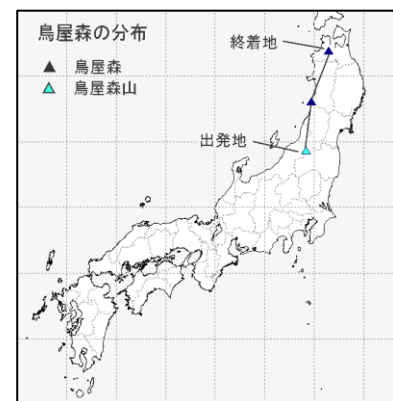 鳥屋森の分布
▲ 鳥屋森
▲ 鳥屋森山
終着地
出発地